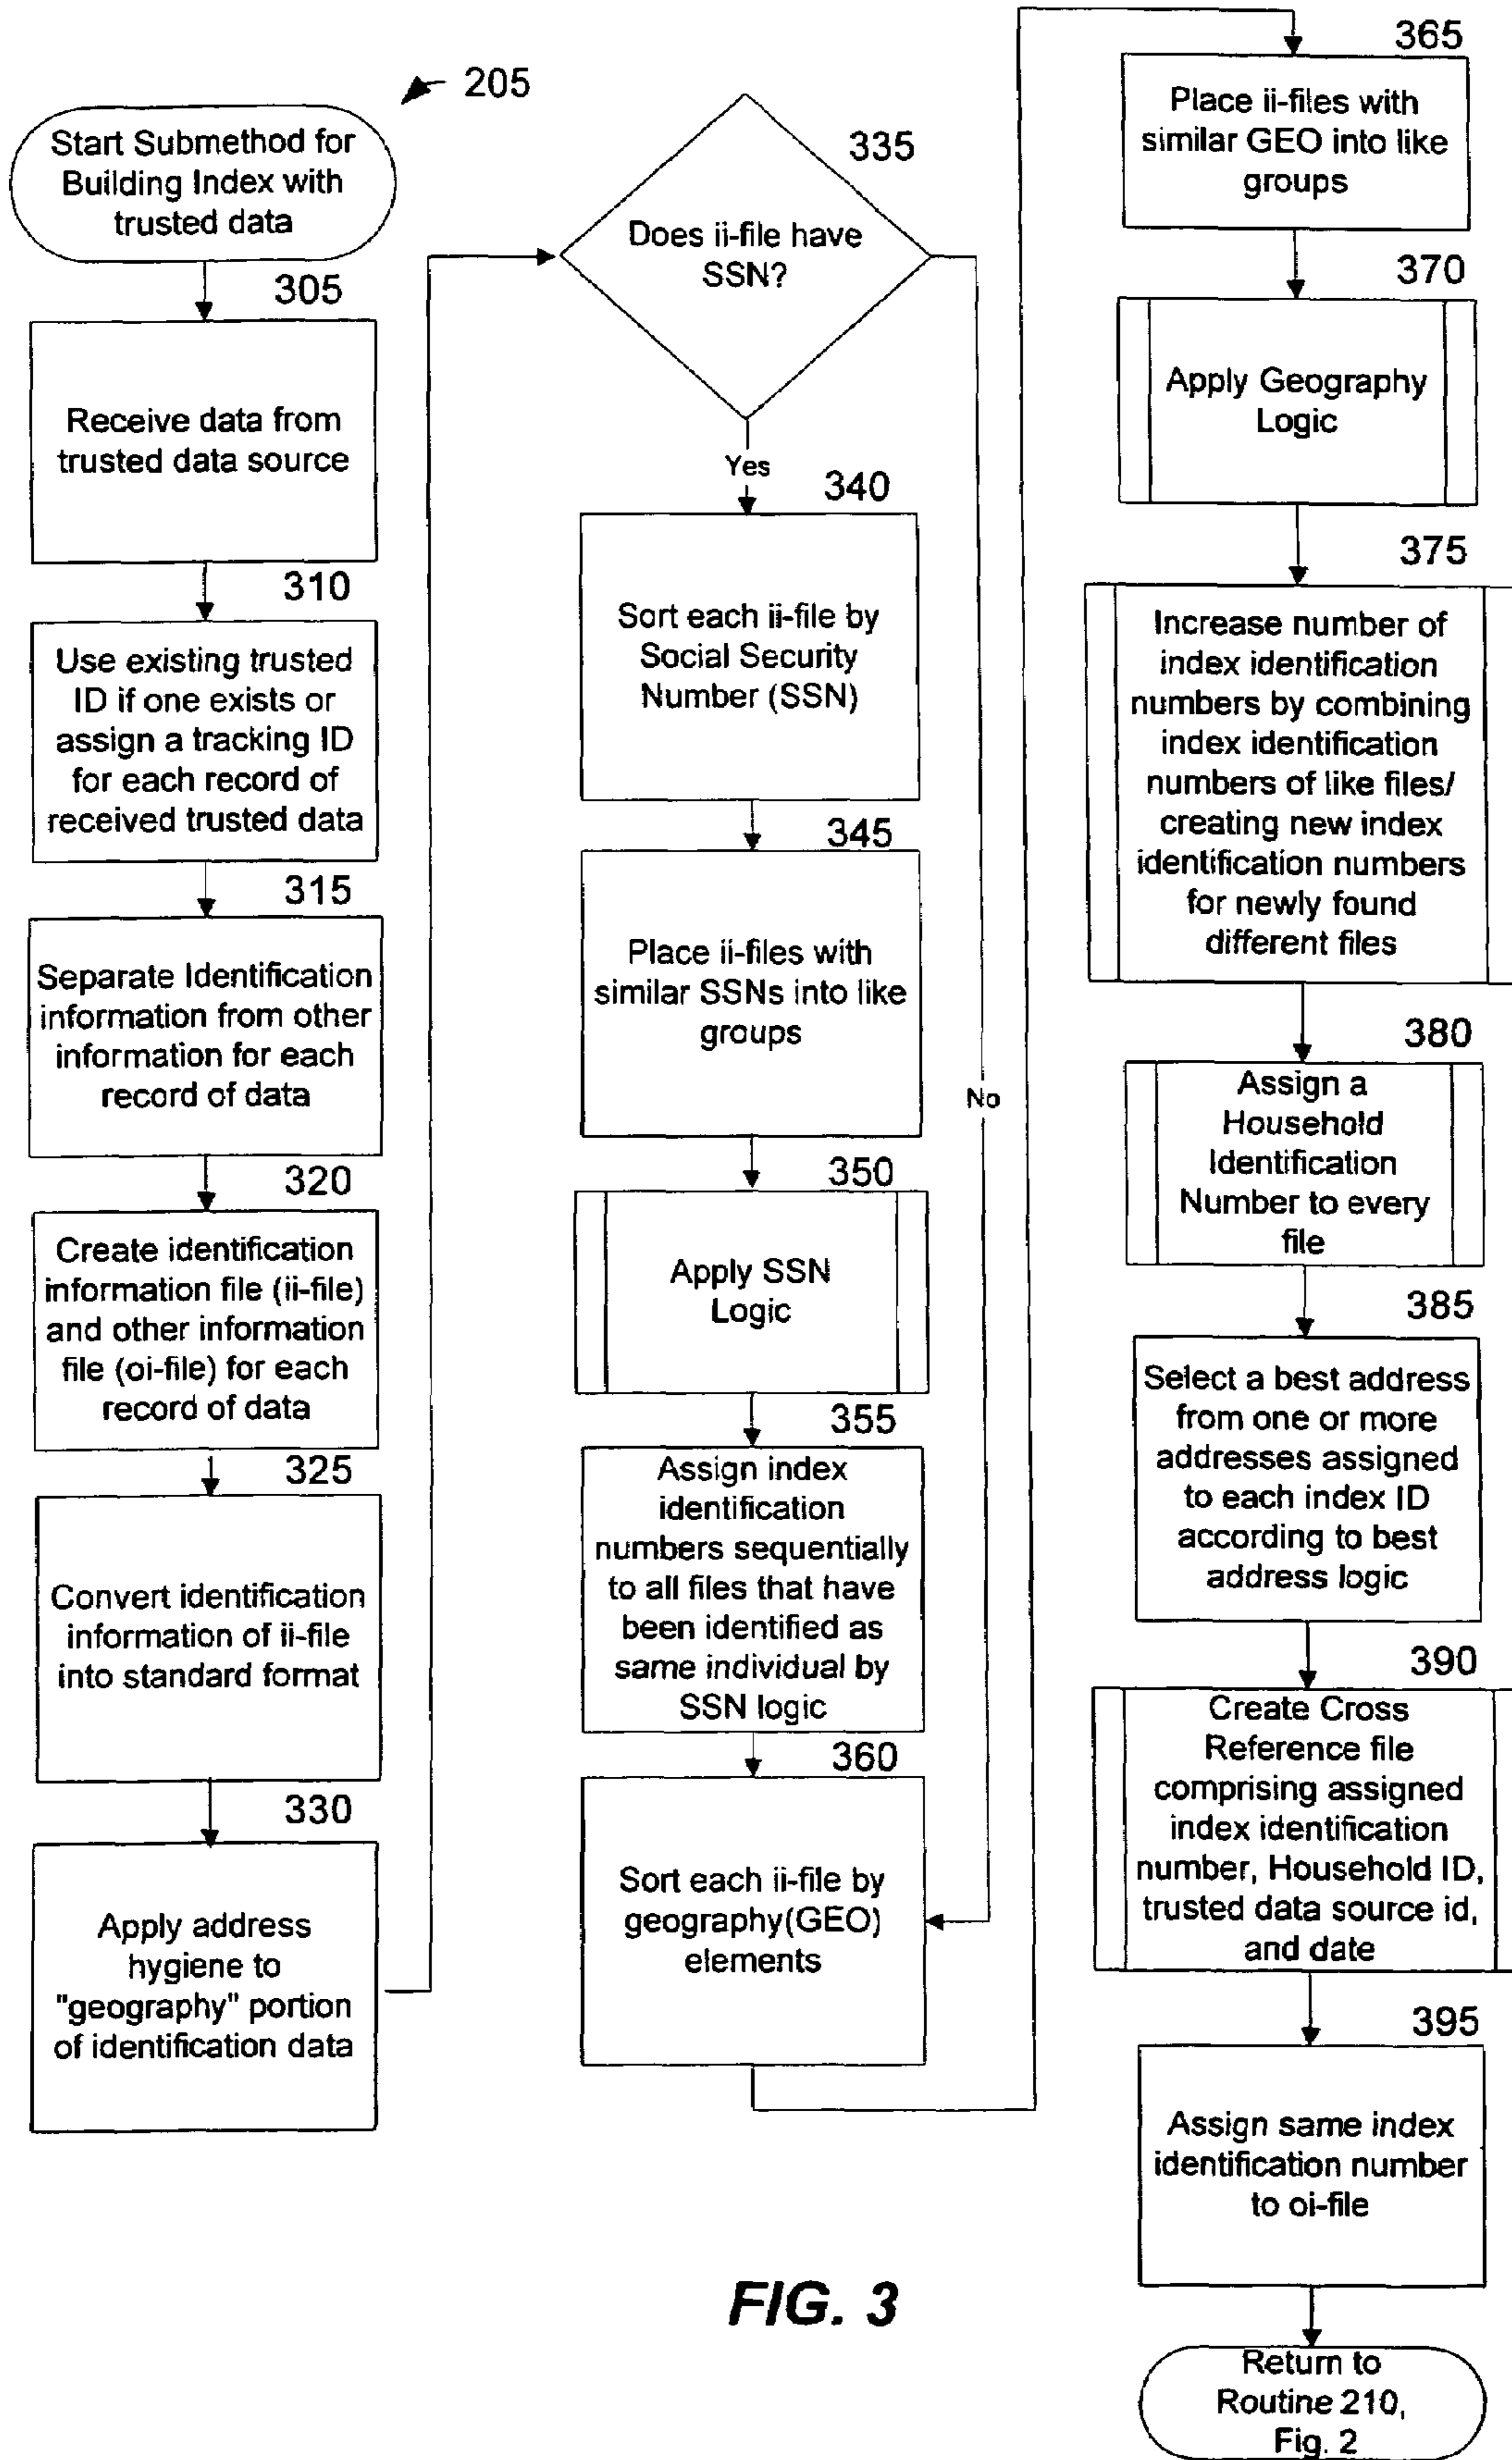 205
Start Submethod for
Building Index with
trusted data
305
Receive data from
trusted data source
310
Use existing trusted
ID if one exists or
assign a tracking ID
for each record of
received trusted data
315
Separate Identification
information from other
information for each
record of data
320
Create identification
information file (ii-file)
and other information
file (oi-file) for each
record of data
325
Convert identification
information of ii-file
into standard format
330
Apply address
hygiene to
"geography" portion
of identification data
335
Does ii-file have
SSN?
Yes
No
340
Sort each ii-file by
Social Security
Number (SSN)
345
Place ii-files with
similar SSNs into like
groups
350
Apply SSN
Logic
355
Assign index
identification
numbers sequentially
to all files that have
been identified as
same individual by
SSN logic
360
Sort each ii-file by
geography(GEO)
elements
365
Place ii-files with
similar GEO into like
groups
370
Apply Geography
Logic
375
Increase number of
index identification
numbers by combining
index identification
numbers of like files/
creating new index
identification numbers
for newly found
different files
380
Assign a
Household
Identification
Number to every
file
385
Select a best address
from one or more
addresses assigned
to each index ID
according to best
address logic
390
Create Cross
Reference file
comprising assigned
index identification
number, Household ID,
trusted data source id,
and date
395
Assign same index
identification number
to oi-file
Return to
Routine 210,
Fig. 2
FIG. 3